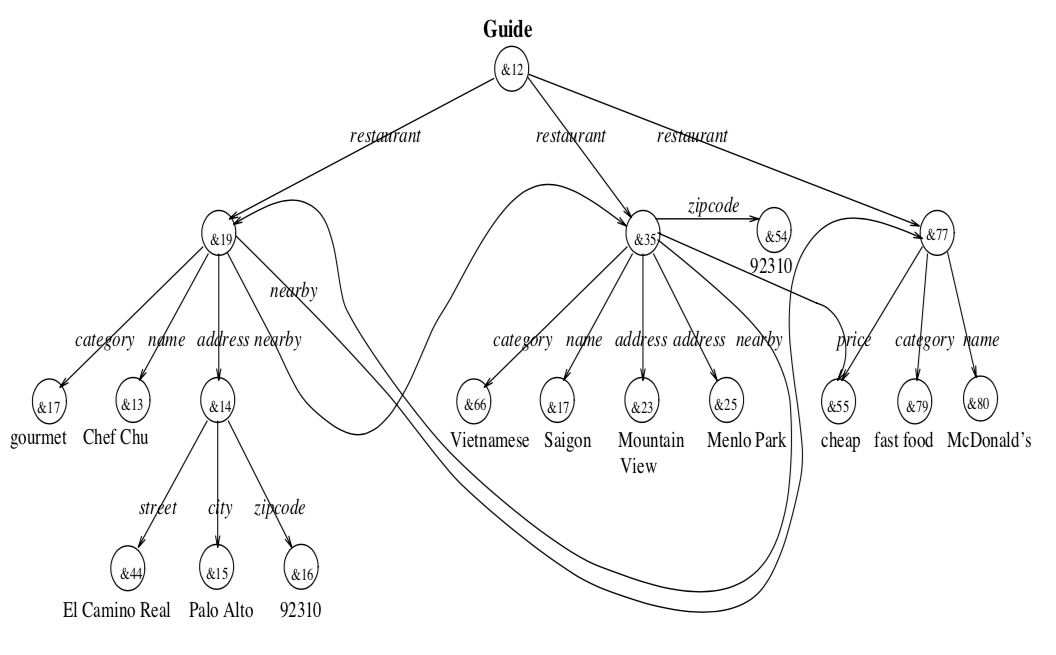 Guide
&12
restaurant restaurant restaurant
zipcode
&19 &35 &54 &77
92310
nearby
category name address nearby category name address address nearby price category name
&17 &13 &14 &66 &17 &23 &25 &55 &79 &80
gourmet Chef Chu Vietnamese Saigon Mountain Menlo Park cheap fast food McDonald's
View
street city zipcode
&44 &15 &16
El Camino Real Palo Alto 92310